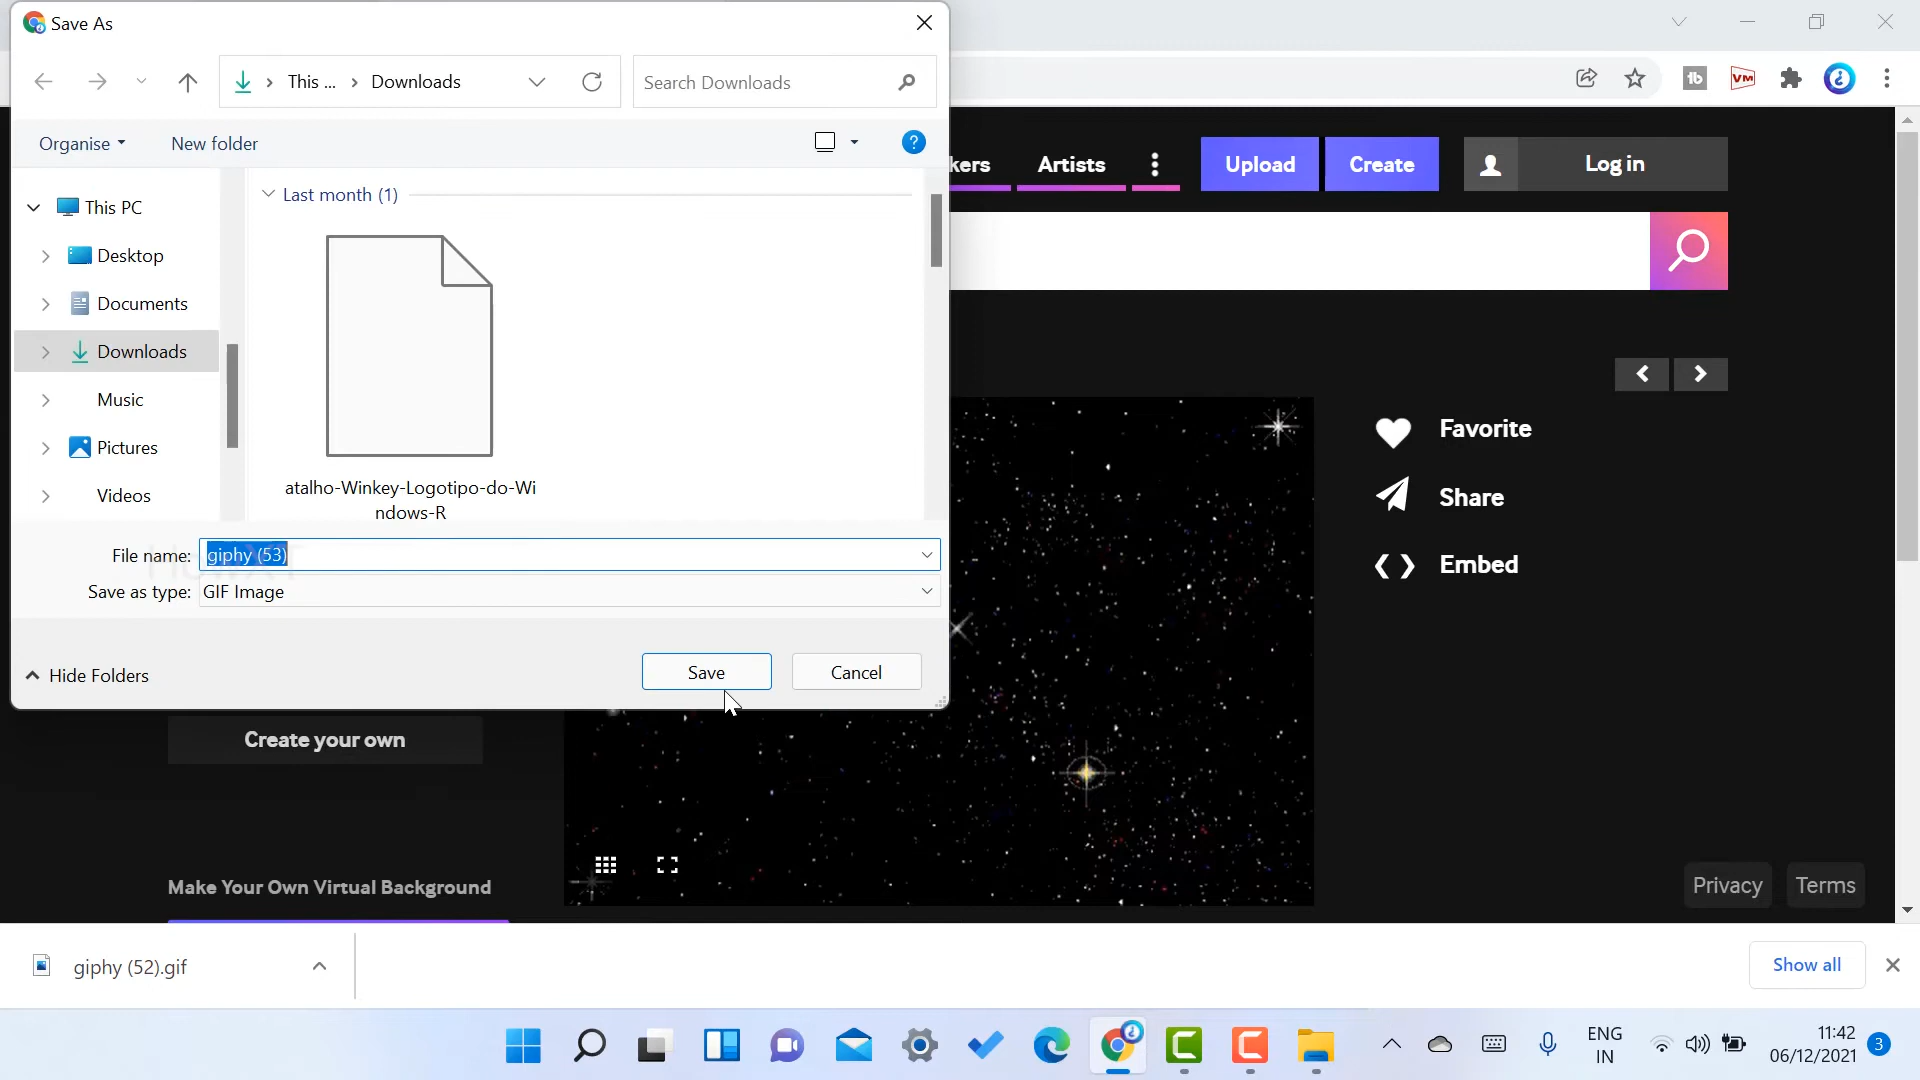 Save As
This ...
Downloads
Search Downloads
Organise
New folder
Last month (1)
This PC
Desktop
Documents
Downloads
Music
Pictures
Videos
atalho-Winkey-Logotipo-do-Wi
ndows-R
File name: giphy (53)
Save as type: GIF Image
Hide Folders
Save
Cancel
kers
Artists
Upload
Create
Log in
Favorite
Share
Embed
Create your own
Make Your Own Virtual Background
Privacy
Terms
giphy (52).gif
Show all
ENG
IN
11:42
06/12/2021
3